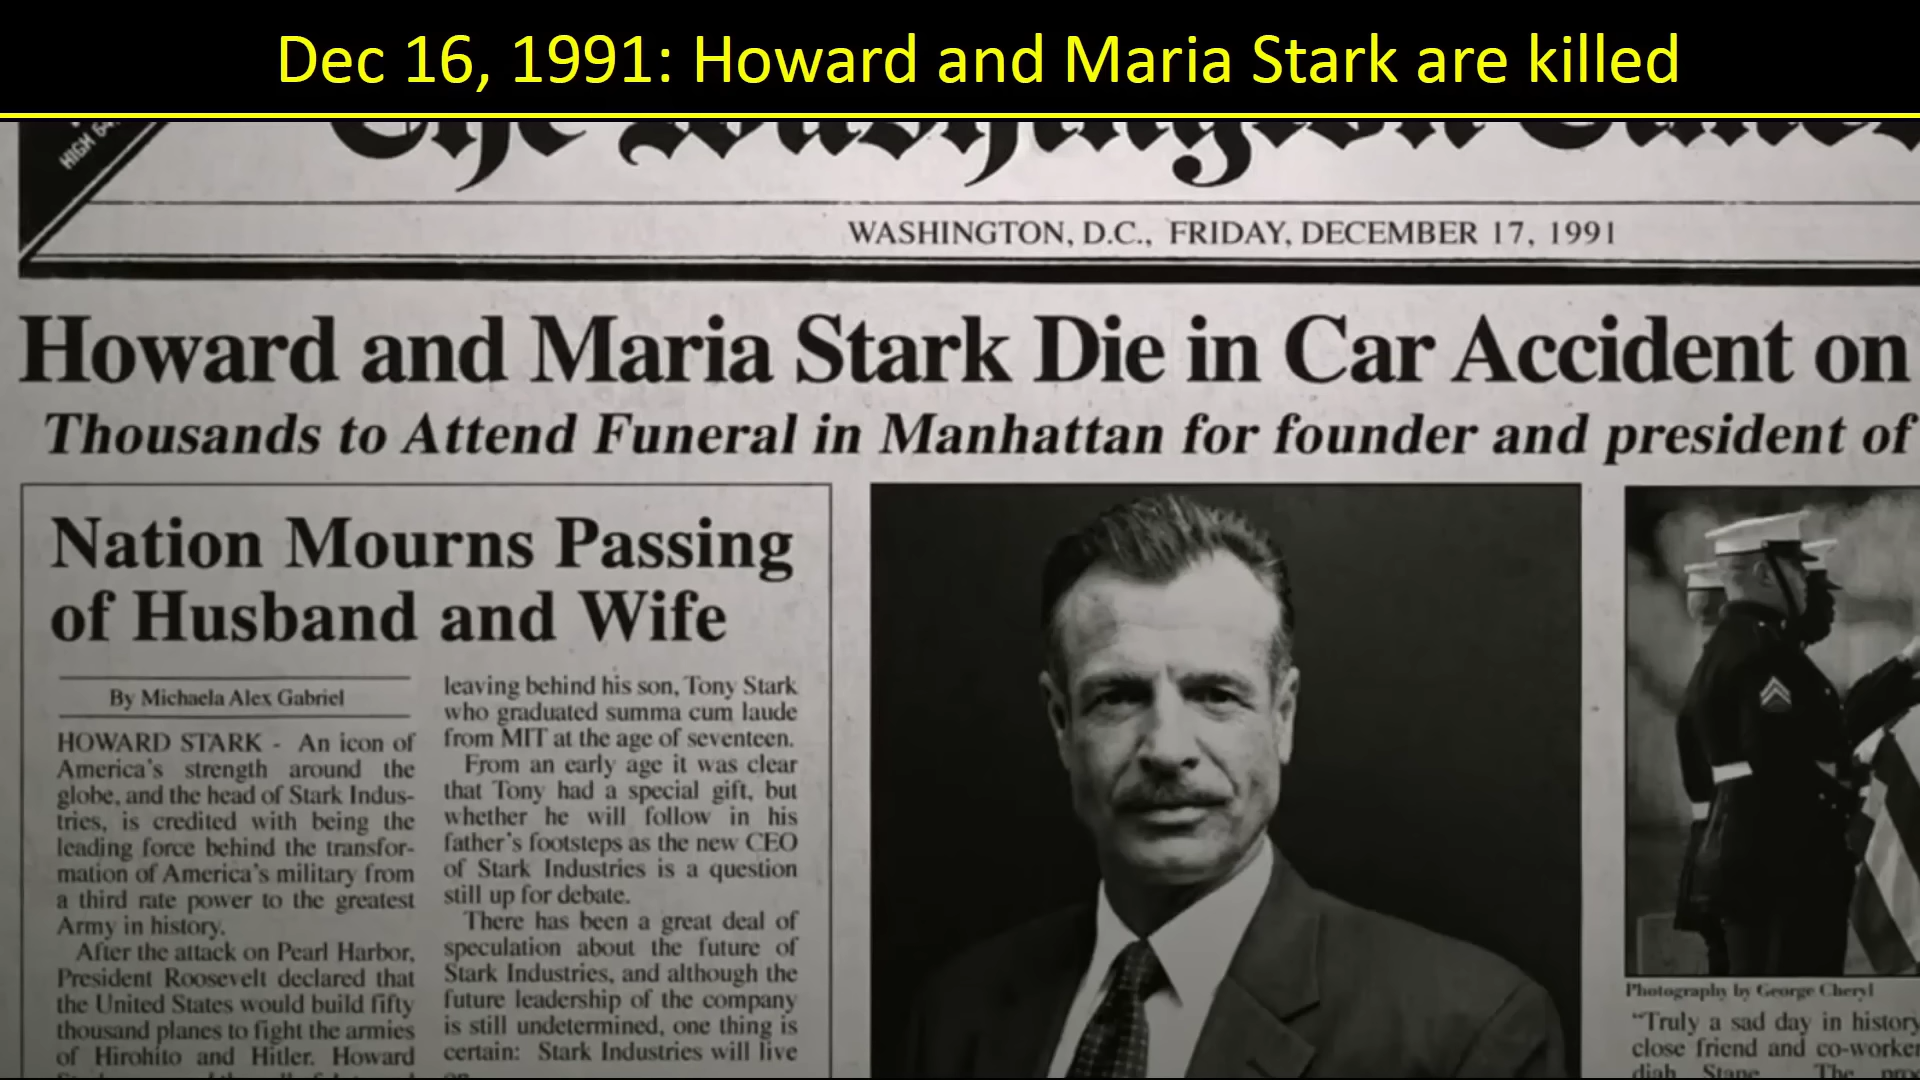 Dec 16, 1991: Howard and Maria Stark are killed
HIGH
The Washington
WASHINGTON, D.C., FRIDAY, DECEMBER 17, 1991
Howard and Maria Stark Die in Car Accident on
Thousands to Attend Funeral in Manhattan for founder and president of
Nation Mourns Passing
of Husband and Wife
By Michaela Alex Gabriel
HOWARD STARK - An icon of
America's strength around the
globe, and the head of Stark Indus-
tries, is credited with being the
leading force behind the transfor-
mation of America's military from
a third rate power to the greatest
Army in history.
After the attack on Pearl Harbor,
President Roosevelt declared that
the United States would build fifty
thousand planes to fight the armies
of Hirohito and Hitler. Howard
leaving behind his son, Tony Stark
who graduated summa cum laude
from MIT at the age of seventeen.
From an early age it was clear
that Tony had a special gift, but
whether he will follow in his
father's footsteps as the new CEO
of Stark Industries is a question
still up for debate.
There has been a great deal of
speculation about the future of
Stark Industries, and although the
future leadership of the company
is still undetermined, one thing is
certain: Stark Industries will live
on
Photography by George Cheryl
"Truly a sad day in history
close friend and co-worker
diah Stane. The